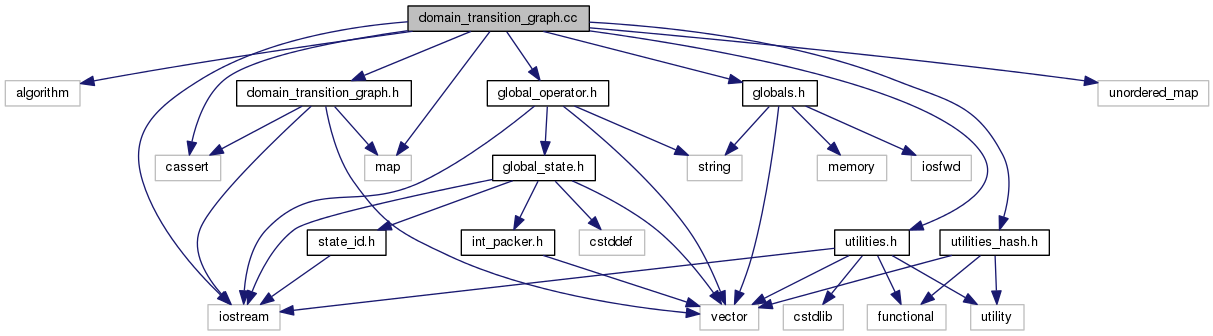 domain_transition_graph.cc
algorithm
domain_transition_graph.h
global_operator.h
globals.h
unordered_map
cassert
map
global_state.h
string
memory
iosfwd
state_id.h
int_packer.h
cstddef
utilities.h
utilities_hash.h
iostream
vector
cstdlib
functional
utility